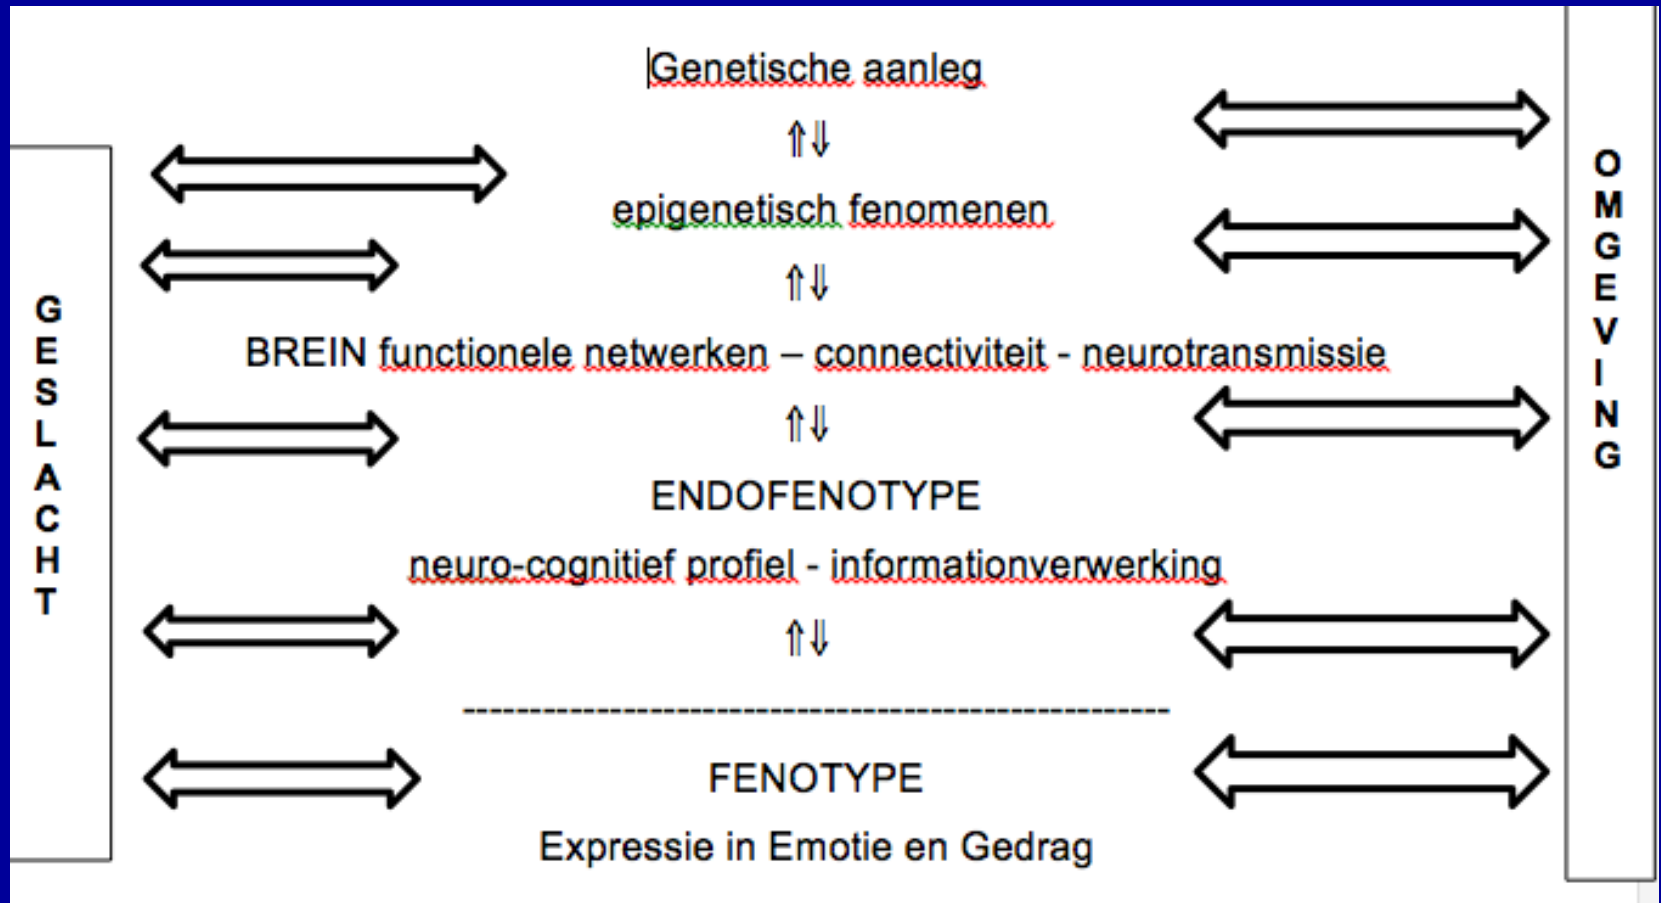 Genetische aanleg
⇑⇓
epigenetisch fenomenen
⇑⇓
BREIN functionele netwerken – connectiviteit - neurotransmissie
⇑⇓
ENDOFENOTYPE
neuro-cognitief profiel - informationverwerking
⇑⇓
------------------------------------------------------
FENOTYPE
Expressie in Emotie en Gedrag
GESLACHT
OMGEVING